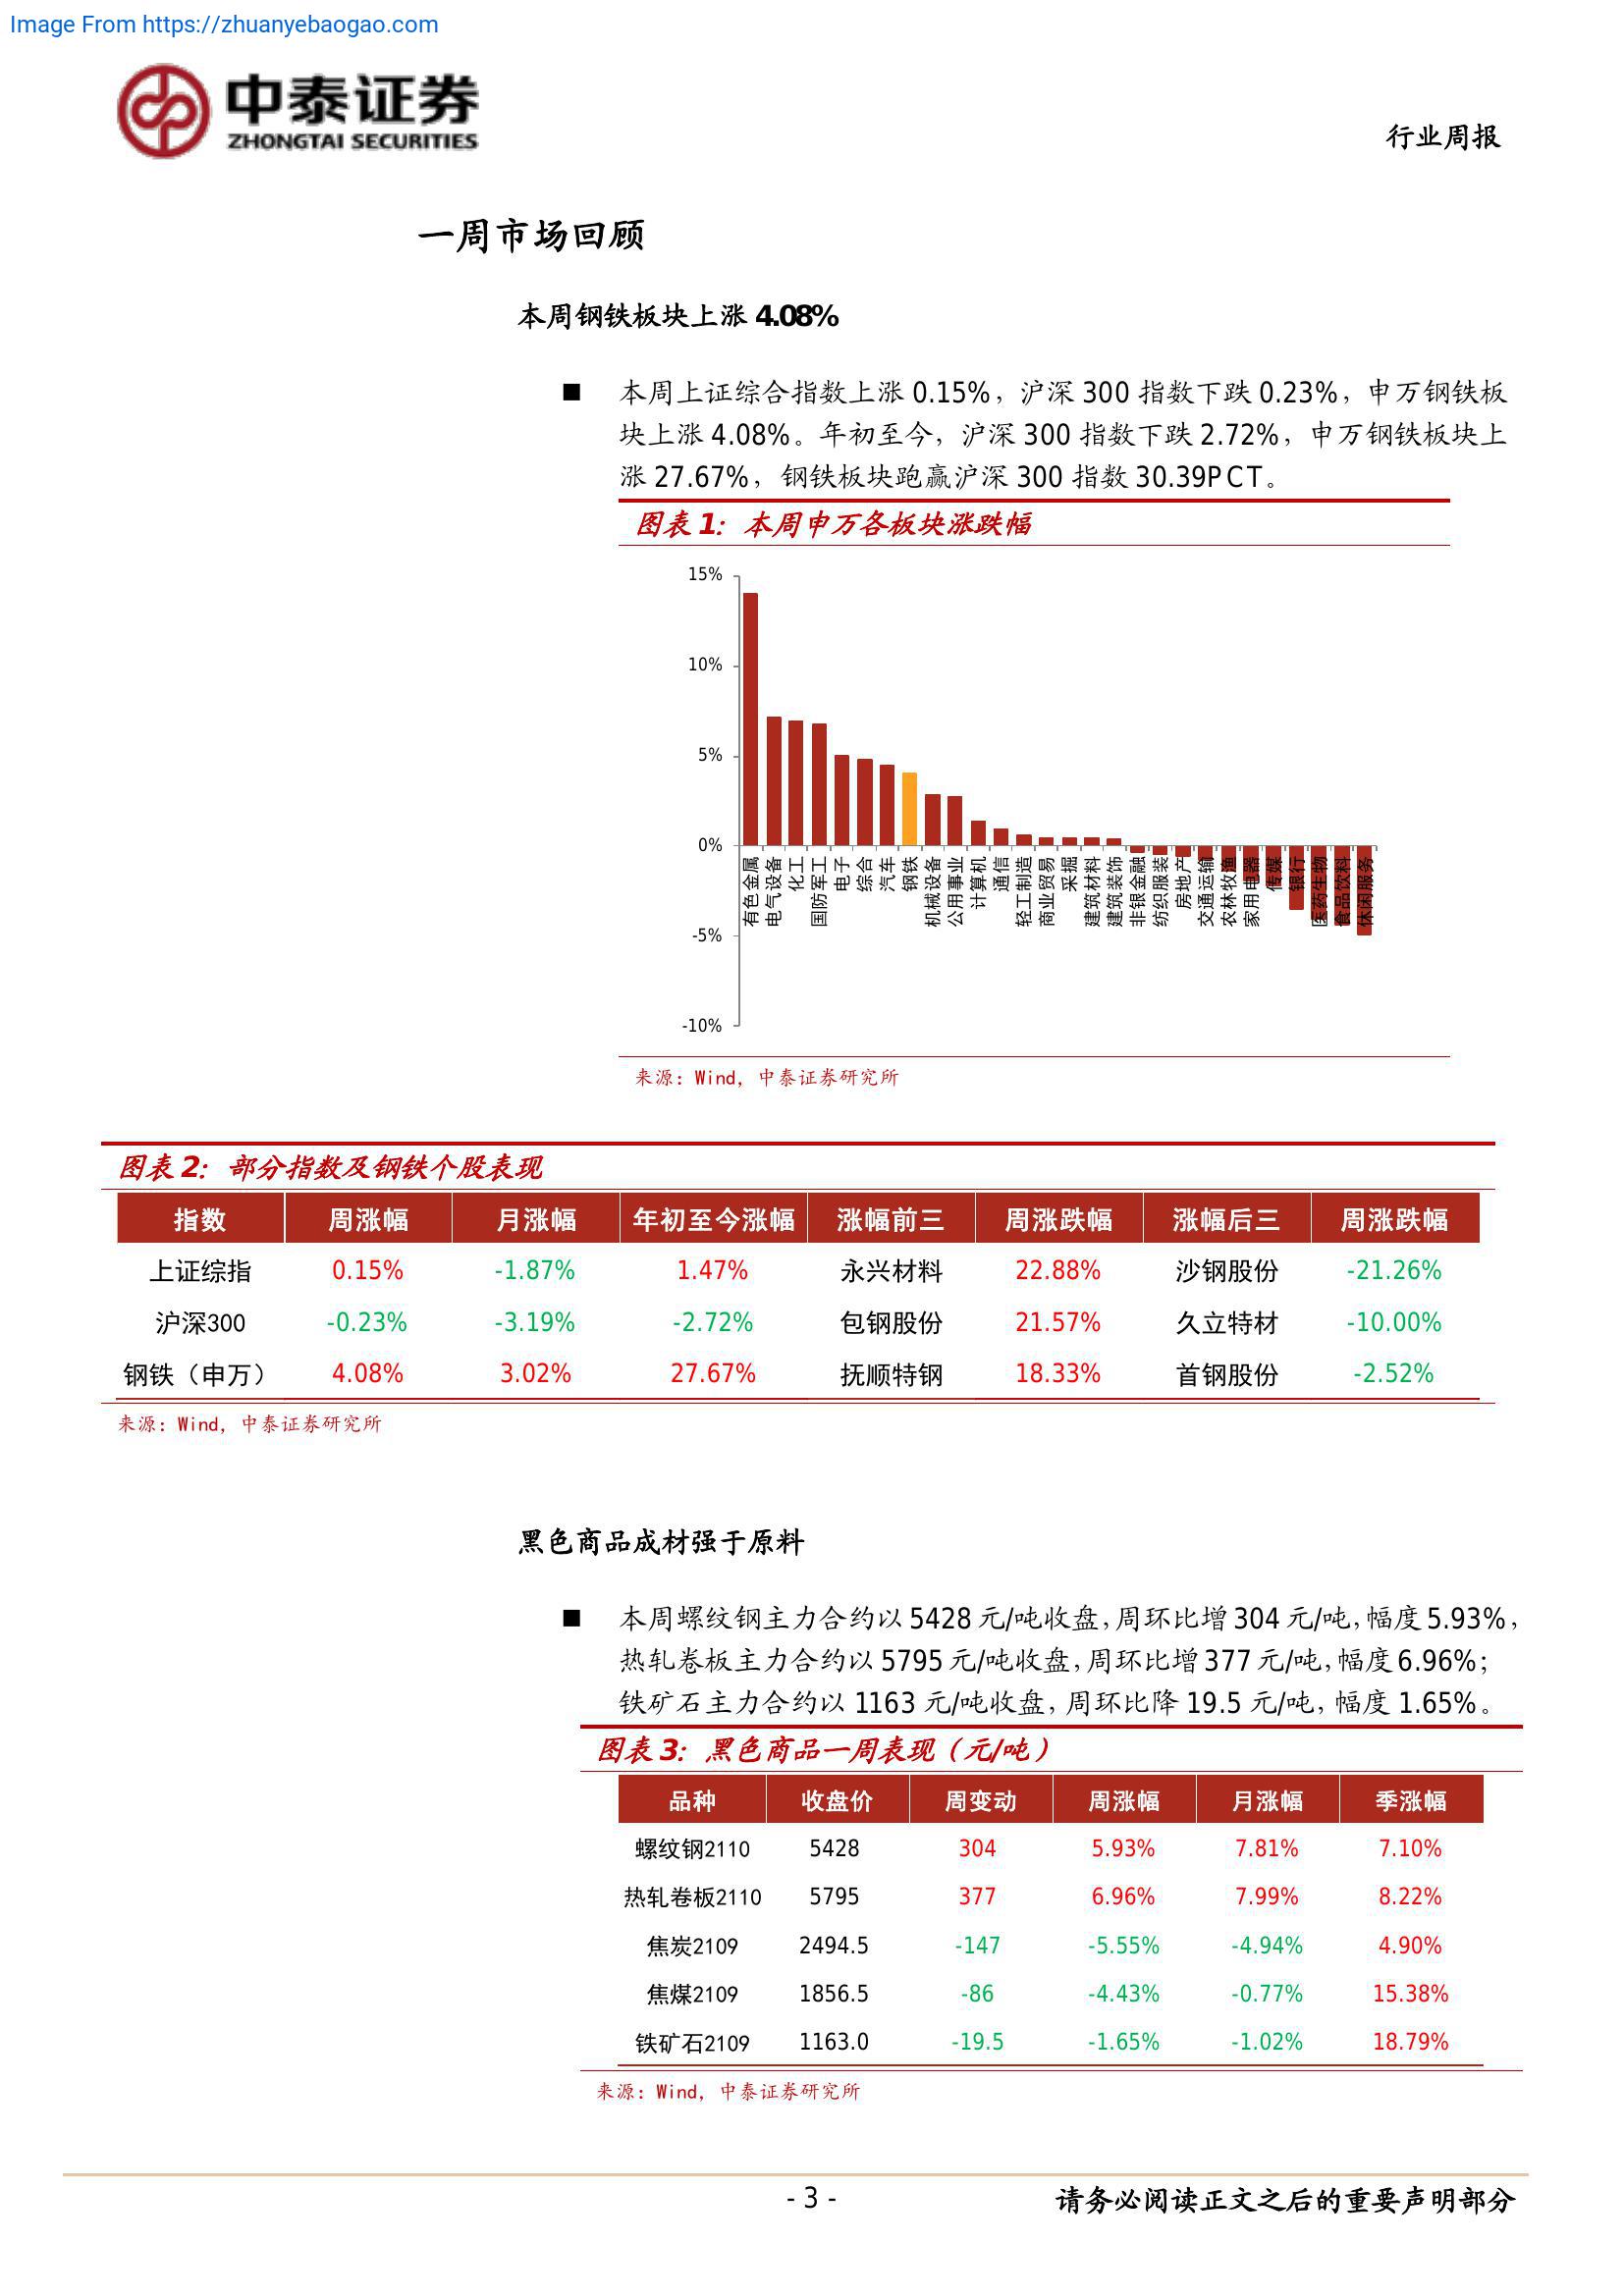 Image From https://zhuanyebaogao.com
中泰证券
ZHONGTAI SECURITIES
行业周报
一周市场回顾
本周钢铁板块上涨 4.08%
■ 本周上证综合指数上涨 0.15%，沪深 300 指数下跌 0.23%，申万钢铁板
块上涨 4.08%。年初至今，沪深 300 指数下跌 2.72%，申万钢铁板块上
涨 27.67%，钢铁板块跑赢沪深 300 指数 30.39PCT。
图表 1：本周申万各板块涨跌幅
15%
10%
5%
0%
-5%
-10%
有色金属
电气设备
化工
国防军工
电子
综合
汽车
钢铁
机械设备
公用事业
计算机
通信
轻工制造
商业贸易
采掘
建筑材料
建筑装饰
非银金融
纺织服装
房地产
交通运输
农林牧渔
家用电器
传媒
银行
医药生物
食品饮料
休闲服务
来源：Wind，中泰证券研究所
图表 2：部分指数及钢铁个股表现
指数 周涨幅 月涨幅 年初至今涨幅 涨幅前三 周涨跌幅 涨幅后三 周涨跌幅
上证综指 0.15% -1.87% 1.47% 永兴材料 22.88% 沙钢股份 -21.26%
沪深300 -0.23% -3.19% -2.72% 包钢股份 21.57% 久立特材 -10.00%
钢铁（申万） 4.08% 3.02% 27.67% 抚顺特钢 18.33% 首钢股份 -2.52%
来源：Wind，中泰证券研究所
黑色商品成材强于原料
■ 本周螺纹钢主力合约以 5428 元/吨收盘，周环比增 304 元/吨，幅度 5.93%，
热轧卷板主力合约以 5795 元/吨收盘，周环比增 377 元/吨，幅度 6.96%；
铁矿石主力合约以 1163 元/吨收盘，周环比降 19.5 元/吨，幅度 1.65%。
图表 3：黑色商品一周表现（元/吨）
品种 收盘价 周变动 周涨幅 月涨幅 季涨幅
螺纹钢2110 5428 304 5.93% 7.81% 7.10%
热轧卷板2110 5795 377 6.96% 7.99% 8.22%
焦炭2109 2494.5 -147 -5.55% -4.94% 4.90%
焦煤2109 1856.5 -86 -4.43% -0.77% 15.38%
铁矿石2109 1163.0 -19.5 -1.65% -1.02% 18.79%
来源：Wind，中泰证券研究所
- 3 -
请务必阅读正文之后的重要声明部分